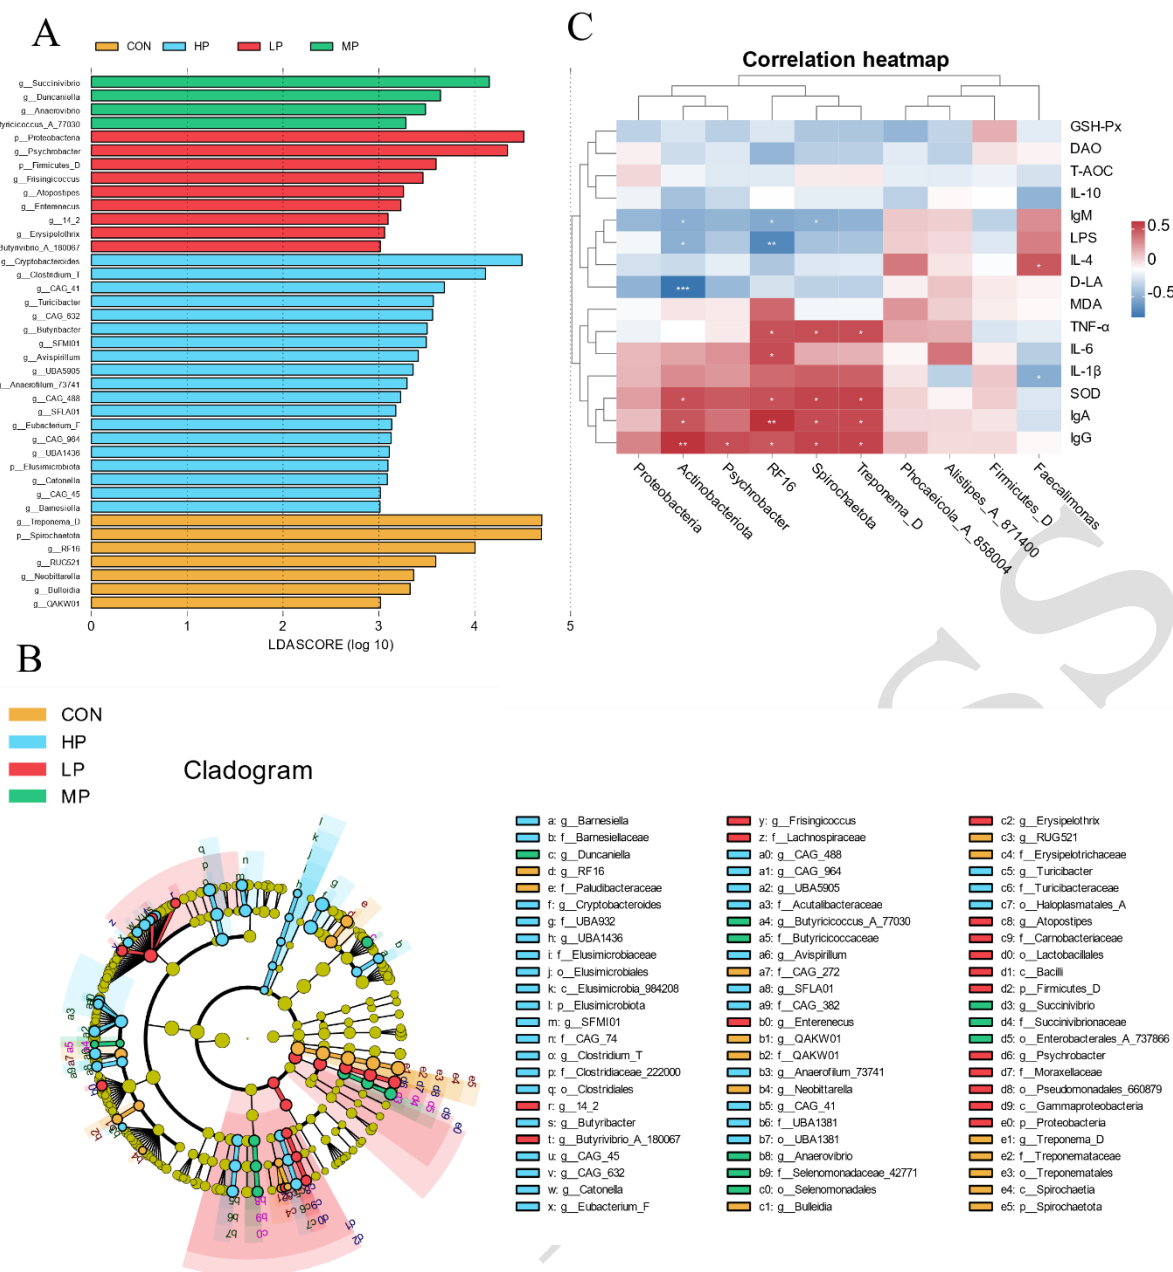 A
CON HP LP MP
g__Succinivibrio
g__Duncaniella
g__Anaerovibrio
tyricicoccus_A_77030
p__Proteobacteria
g__Psychrobacter
p__Firmicutes_D
g__Frisingicoccus
g__Atopostipes
g__Enterenecus
g__14_2
g__Erysipelothrix
Butyrivibrio_A_180067
g__Cryptobacteroides
g__Clostridium_T
g__CAG_41
g__Turicibacter
g__CAG_632
g__Butyribacter
g__SFMI01
g__Avispirillum
g__UBA5905
g__Anaerofilum_73741
g__CAG_488
g__SFLA01
g__Eubacterium_F
g__CAG_964
g__UBA1436
p__Elusimicrobiota
g__Catonella
g__CAG_45
g__Barnesiella
g__Treponema_D
p__Spirochaetota
g__RF16
g__RUG521
g__Neobittarella
g__Bulleidia
g__QAKW01
0 1 2 3 4 5
LDASCORE (log 10)
C
Correlation heatmap
GSH-Px
DAO
T-AOC
IL-10
IgM
LPS
IL-4
D-LA
MDA
TNF-α
IL-6
IL-1β
SOD
IgA
IgG
0.5
0
-0.5
Proteobacteria
Actinobacteriota
Psychrobacter
RF16
Spirochaetota
Treponema_D
Phocaeicola_A_858004
Alistipes_A_871400
Firmicutes_D
Faecalimonas
B
CON
HP
LP
MP
Cladogram
a: g__Barnesiella
b: f__Barnesiellaceae
c: g__Duncaniella
d: g__RF16
e: f__Paludibacteraceae
f: g__Cryptobacteroides
g: f__UBA932
h: g__UBA1436
i: f__Elusimicrobiaceae
j: o__Elusimicrobiales
k: c__Elusimicrobia_984208
l: p__Elusimicrobiota
m: g__SFMI01
n: f__CAG_74
o: g__Clostridium_T
p: f__Clostridiaceae_222000
q: o__Clostridiales
r: g__14_2
s: g__Butyribacter
t: g__Butyrivibrio_A_180067
u: g__CAG_45
v: g__CAG_632
w: g__Catonella
x: g__Eubacterium_F
y: g__Frisingicoccus
z: f__Lachnospiraceae
a0: g__CAG_488
a1: g__CAG_964
a2: g__UBA5905
a3: f__Acutalibacteraceae
a4: g__Butyricicoccus_A_77030
a5: f__Butyricicoccaceae
a6: g__Avispirillum
a7: f__CAG_272
a8: g__SFLA01
a9: f__CAG_382
b0: g__Enterenecus
b1: g__QAKW01
b2: f__QAKW01
b3: g__Anaerofilum_73741
b4: g__Neobittarella
b5: g__CAG_41
b6: f__UBA1381
b7: o__UBA1381
b8: g__Anaerovibrio
b9: f__Selenomonadaceae_42771
c0: o__Selenomonadales
c1: g__Bulleidia
c2: g__Erysipelothrix
c3: g__RUG521
c4: f__Erysipelotrichaceae
c5: g__Turicibacter
c6: f__Turicibacteraceae
c7: o__Haloplasmatales_A
c8: g__Atopostipes
c9: f__Carnobacteriaceae
d0: o__Lactobacillales
d1: c__Bacilli
d2: p__Firmicutes_D
d3: g__Succinivibrio
d4: f__Succinivibrionaceae
d5: o__Enterobacterales_A_737866
d6: g__Psychrobacter
d7: f__Moraxellaceae
d8: o__Pseudomonadales_660879
d9: c__Gammaproteobacteria
e0: p__Proteobacteria
e1: g__Treponema_D
e2: f__Treponemataceae
e3: o__Treponematales
e4: c__Spirochaetia
e5: p__Spirochaetota